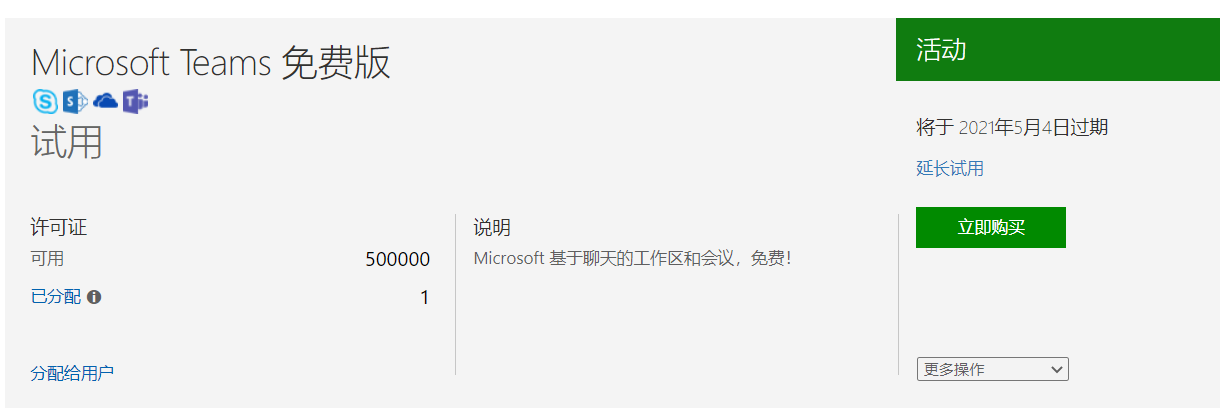 Microsoft Teams 免费版
试用
许可证
可用 500000
已分配 1
分配给用户
说明
Microsoft 基于聊天的工作区和会议，免费!
活动
将于 2021年5月4日过期
延长试用
立即购买
更多操作